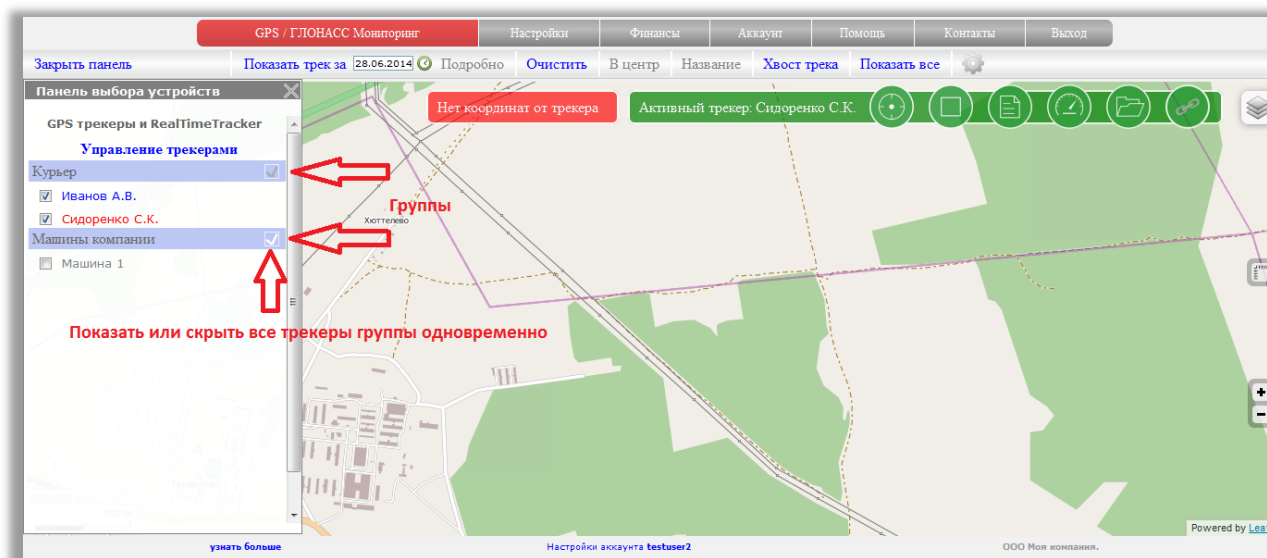 GPS / ГЛОНАСС Мониторинг Настройки Финансы Аккаунт Помощь Контакты Выход
Закрыть панель Показать трек за 28.06.2014 Подробно Очистить В центр Название Хвост трека Показать все
Панель выбора устройств
Нет координат от трекера Активный трекер: Сидоренко С.К.
GPS трекеры и RealTimeTracker
Управление трекерами
Курьер
Иванов А.В.
Группы
Сидоренко С.К.
Хюттелево
Машины компании
Машина 1
Показать или скрыть все трекеры группы одновременно
+
−
Powered by Leaf
узнать больше Настройки аккаунта testuser2 ООО Моя компания.